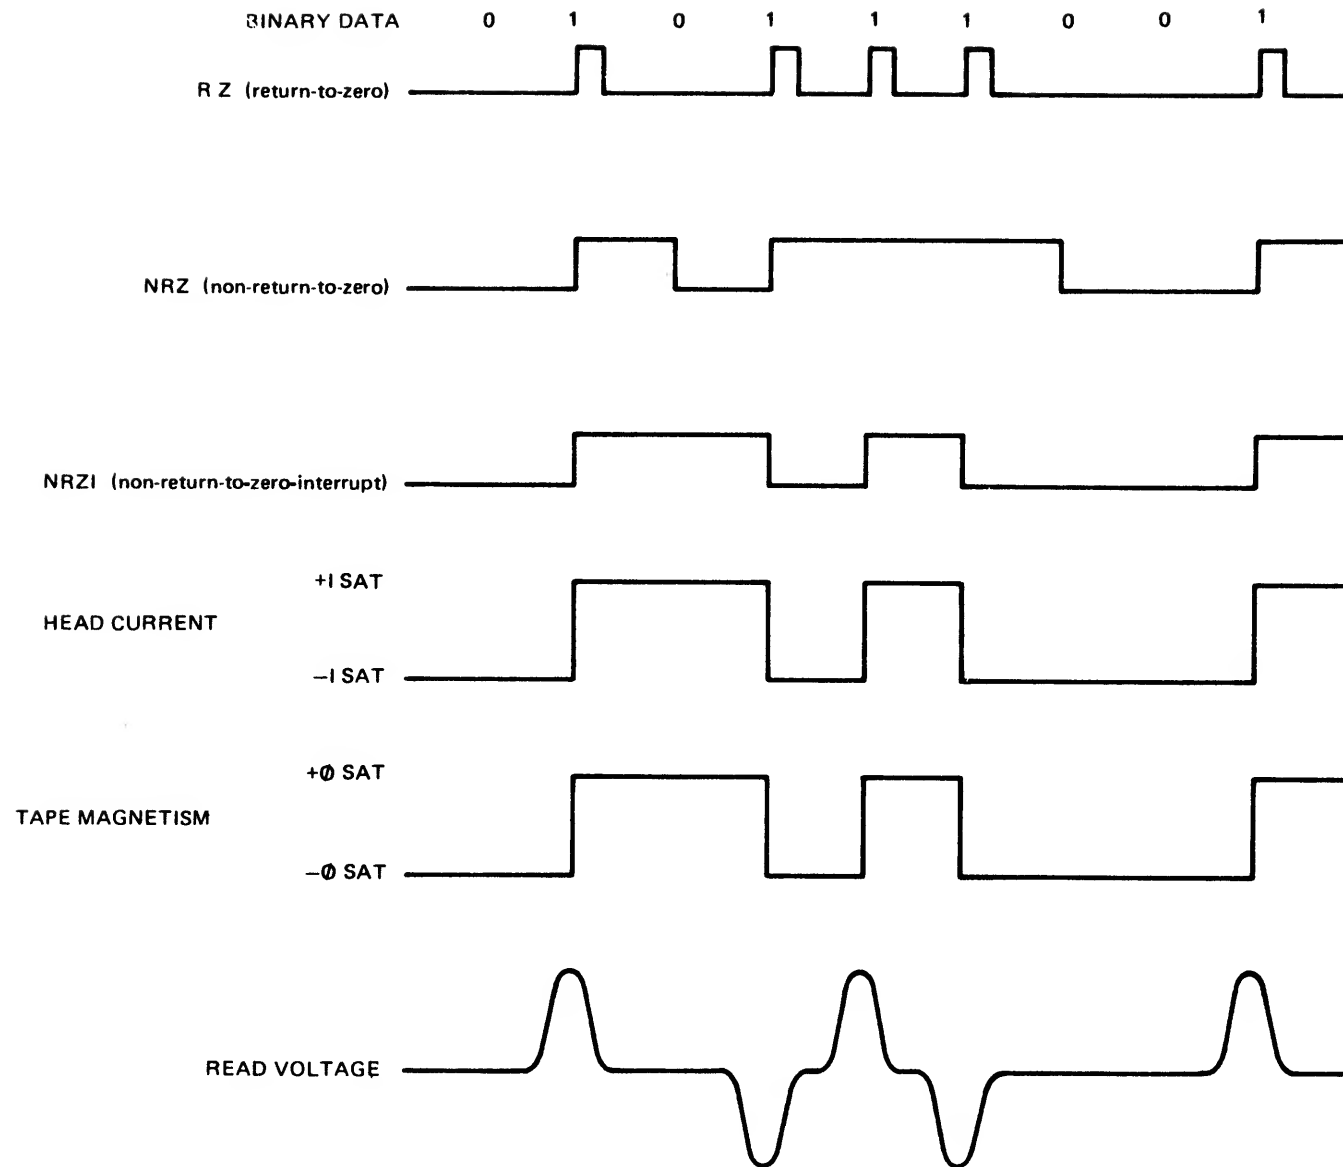 BINARY DATA 0 1 0 1 1 1 0 0 1
RZ (return-to-zero)
NRZ (non-return-to-zero)
NRZI (non-return-to-zero-interrupt)
+I SAT
HEAD CURRENT
−I SAT
+Ø SAT
TAPE MAGNETISM
−Ø SAT
READ VOLTAGE